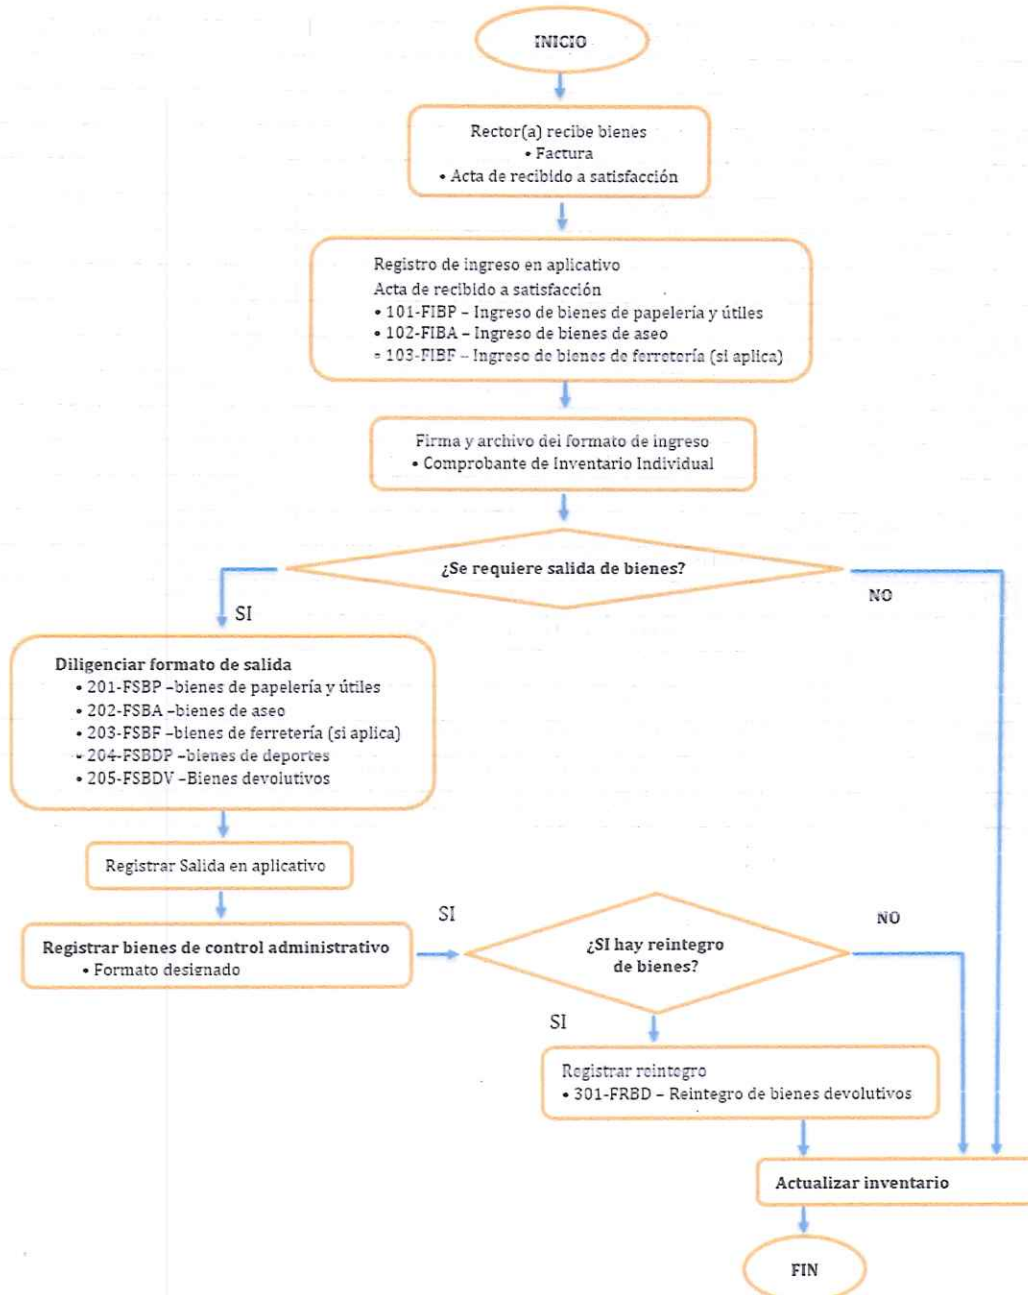 INICIO
Rector(a) recibe bienes
• Factura
• Acta de recibido a satisfacción
Registro de ingreso en aplicativo
Acta de recibido a satisfacción
• 101-FIBP – Ingreso de bienes de papelería y útiles
• 102-FIBA – Ingreso de bienes de aseo
• 103-FIBF – Ingreso de bienes de ferretería (si aplica)
Firma y archivo del formato de ingreso
• Comprobante de Inventario Individual
¿Se requiere salida de bienes?
NO
SI
Diligenciar formato de salida
• 201-FSBP –bienes de papelería y útiles
• 202-FSBA –bienes de aseo
• 203-FSBF –bienes de ferretería (si aplica)
• 204-FSBDP –bienes de deportes
• 205-FSBDV –Bienes devolutivos
Registrar Salida en aplicativo
Registrar bienes de control administrativo
• Formato designado
SI
¿SI hay reintegro
de bienes?
NO
SI
Registrar reintegro
• 301-FRBD – Reintegro de bienes devolutivos
Actualizar inventario
FIN